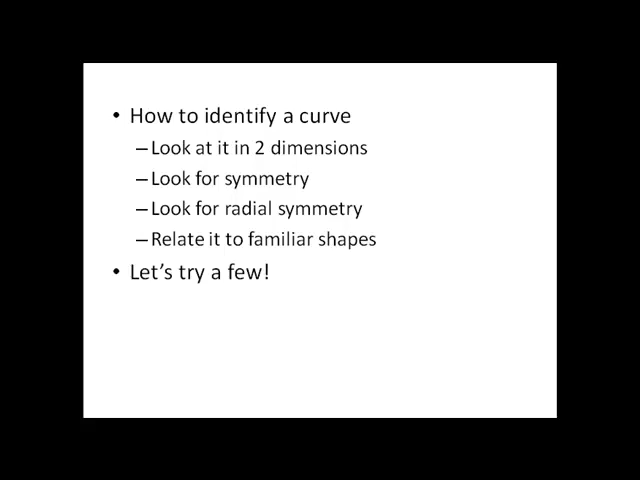 • How to identify a curve
–Look at it in 2 dimensions
–Look for symmetry
–Look for radial symmetry
–Relate it to familiar shapes
• Let's try a few!